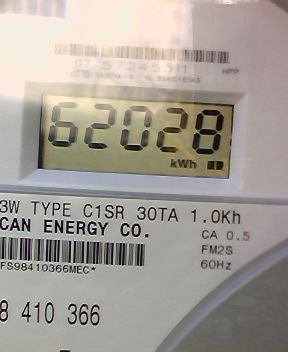 62028
kWh
3W TYPE C1SR 30TA 1.0Kh
CAN ENERGY CO.
CA 0.5
FM2S
60Hz
FS98410366MEC*
8 410 366